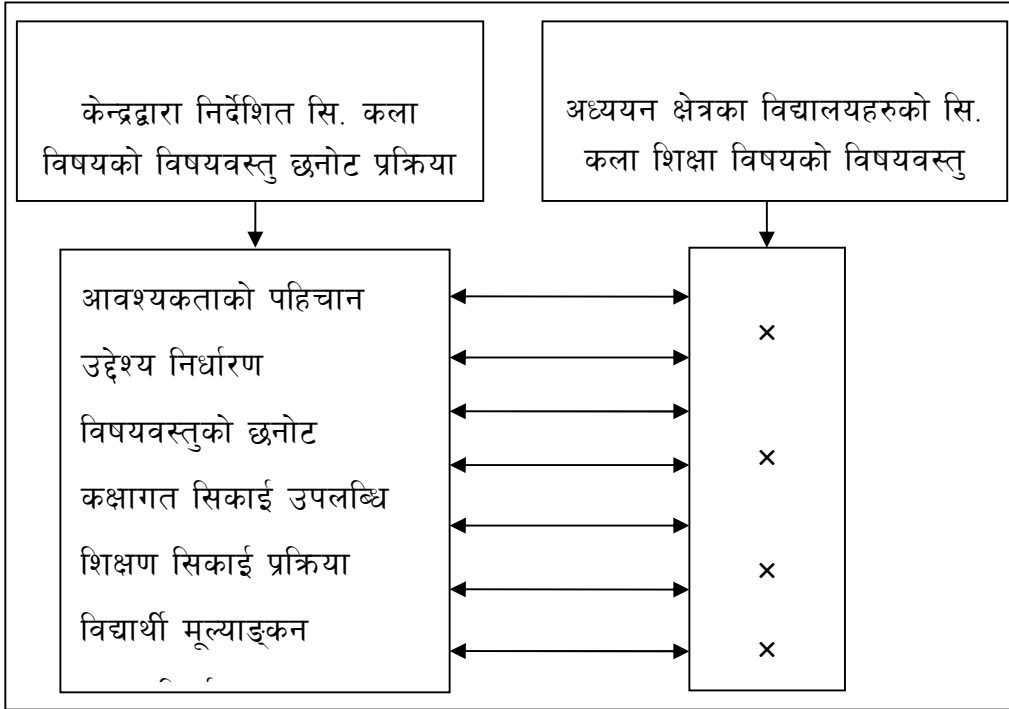 केन्द्रद्वारा निर्देशित सि. कला
विषयको विषयवस्तु छनोट प्रक्रिया
अध्ययन क्षेत्रका विद्यालयहरुको सि.
कला शिक्षा विषयको विषयवस्तु
आवश्यकताको पहिचान
उद्देश्य निर्धारण
विषयवस्तुको छनोट
कक्षागत सिकाई उपलब्धि
शिक्षण सिकाई प्रक्रिया
विद्यार्थी मूल्याङ्कन
×
×
×
×